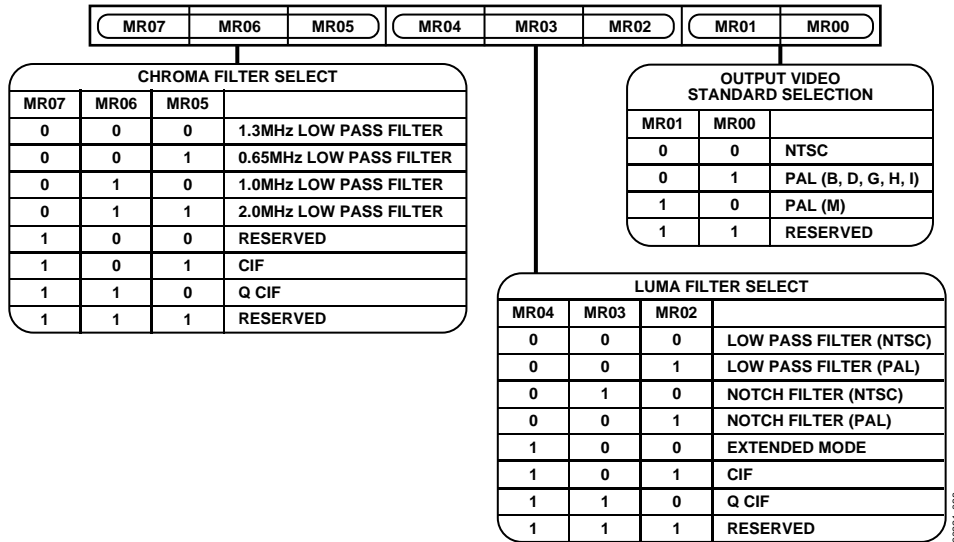 MR07 MR06 MR05 MR04 MR03 MR02 MR01 MR00
CHROMA FILTER SELECT
MR07 MR06 MR05
0 0 0 1.3MHz LOW PASS FILTER
0 0 1 0.65MHz LOW PASS FILTER
0 1 0 1.0MHz LOW PASS FILTER
0 1 1 2.0MHz LOW PASS FILTER
1 0 0 RESERVED
1 0 1 CIF
1 1 0 Q CIF
1 1 1 RESERVED
OUTPUT VIDEO
STANDARD SELECTION
MR01 MR00
0 0 NTSC
0 1 PAL (B, D, G, H, I)
1 0 PAL (M)
1 1 RESERVED
LUMA FILTER SELECT
MR04 MR03 MR02
0 0 0 LOW PASS FILTER (NTSC)
0 0 1 LOW PASS FILTER (PAL)
0 1 0 NOTCH FILTER (NTSC)
0 0 1 NOTCH FILTER (PAL)
1 0 0 EXTENDED MODE
1 0 1 CIF
1 1 0 Q CIF
1 1 1 RESERVED